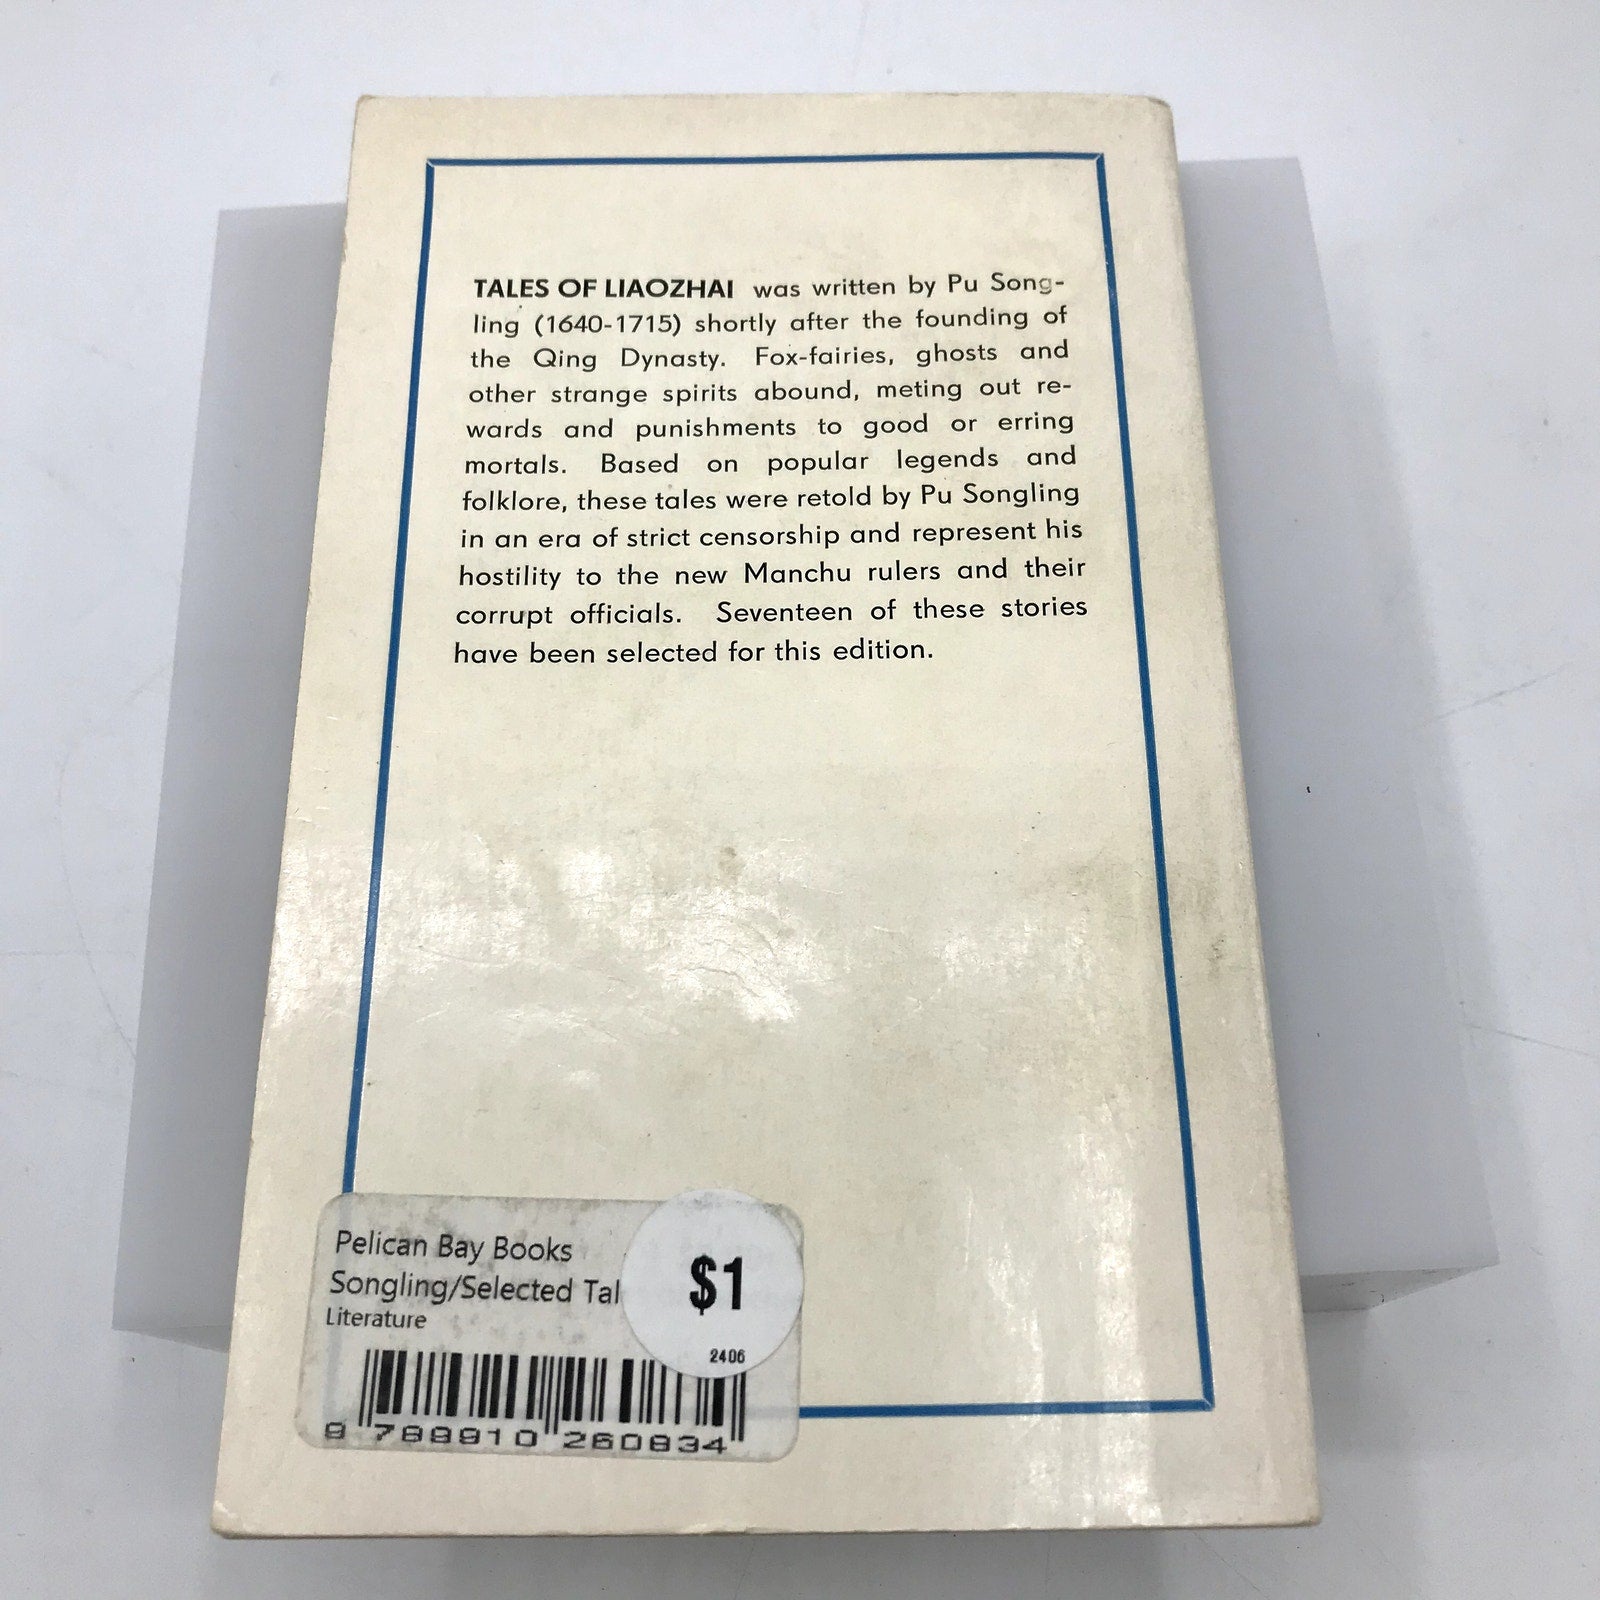 TALES OF LIAOZHAI was written by Pu Song-
ling (1640-1715) shortly after the founding of
the Qing Dynasty. Fox-fairies, ghosts and
other strange spirits abound, meting out re-
wards and punishments to good or erring
mortals. Based on popular legends and
folklore, these tales were retold by Pu Songling
in an era of strict censorship and represent his
hostility to the new Manchu rulers and their
corrupt officials. Seventeen of these stories
have been selected for this edition.
Pelican Bay Books
Songling/Selected Tal
Literature
$1
2406